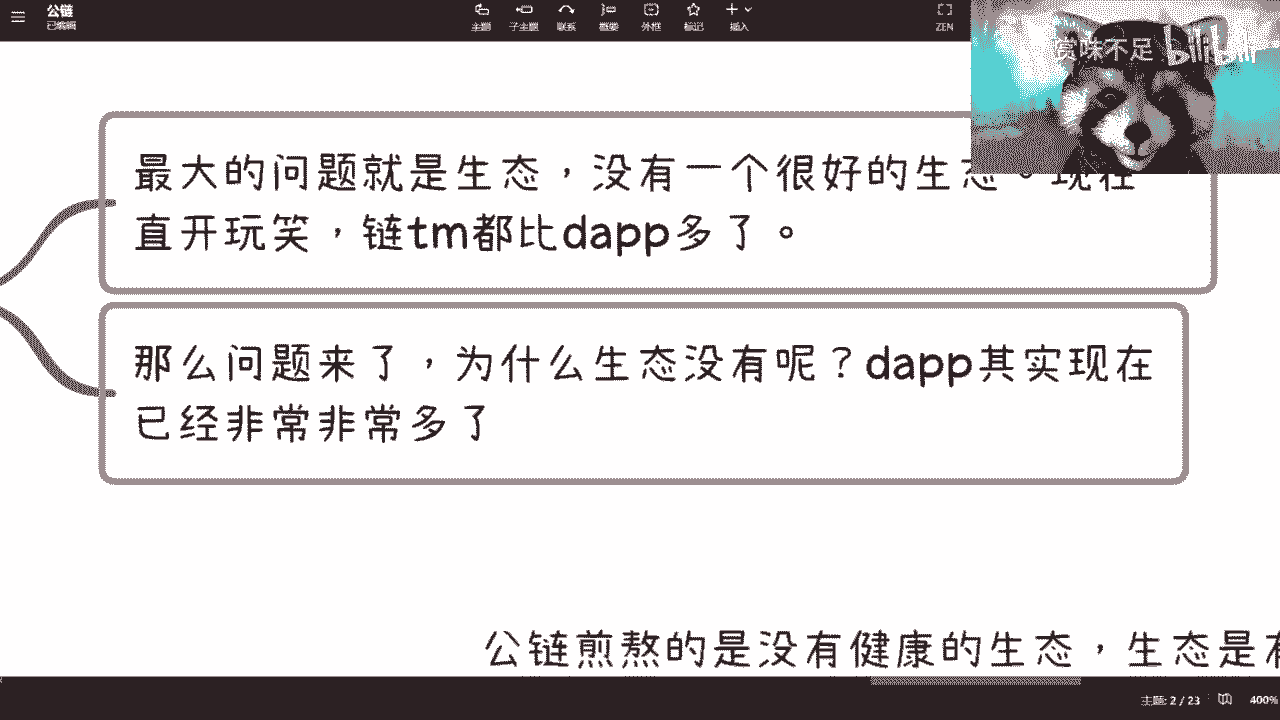 公链
已编辑
主题
子主题
联系
概要
外框
标记
插入
ZEN
赏味不足 bilibili
最大的问题就是生态，没有一个很好的生态。现在
直开玩笑，链tm都比dapp多了。
那么问题来了，为什么生态没有呢？dapp其实现在
已经非常非常多了
公链煎熬的是没有健康的生态，生态是有
主题: 2 / 23
400%